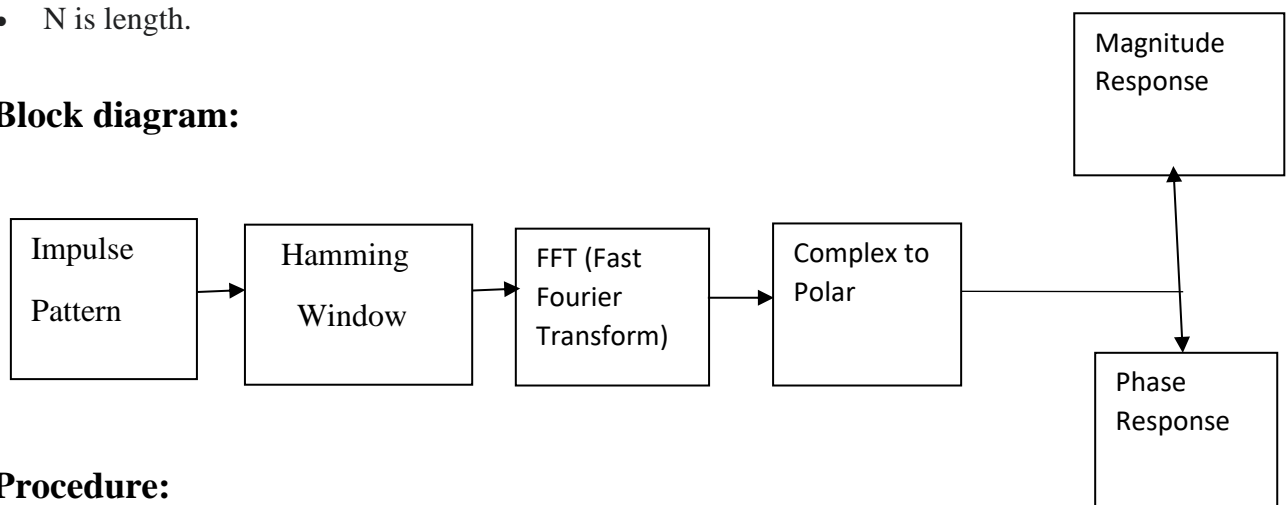 • N is length.
Block diagram:
Magnitude
Response
Impulse
Pattern
Hamming
Window
FFT (Fast
Fourier
Transform)
Complex to
Polar
Phase
Response
Procedure: